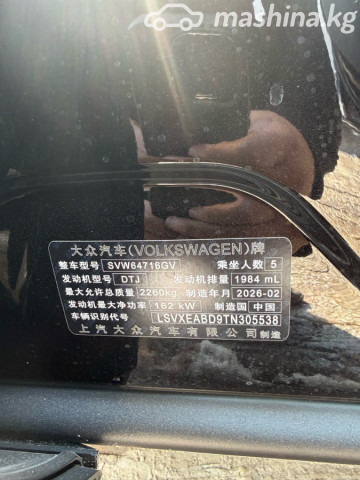 mashina.kg
大众汽车(VOLKSWAGEN)牌
整车型号 SVW64716GV 乘坐人数 5
发动机型号 DTJ 发动机排量 1984 mL
最大允许总质量 2260kg 制造年月 2026-02
发动机最大净功率 162 kW 制造国 中国
车辆识别代号 LSVXEABD9TN305538
上汽大众汽车有限公司 制造